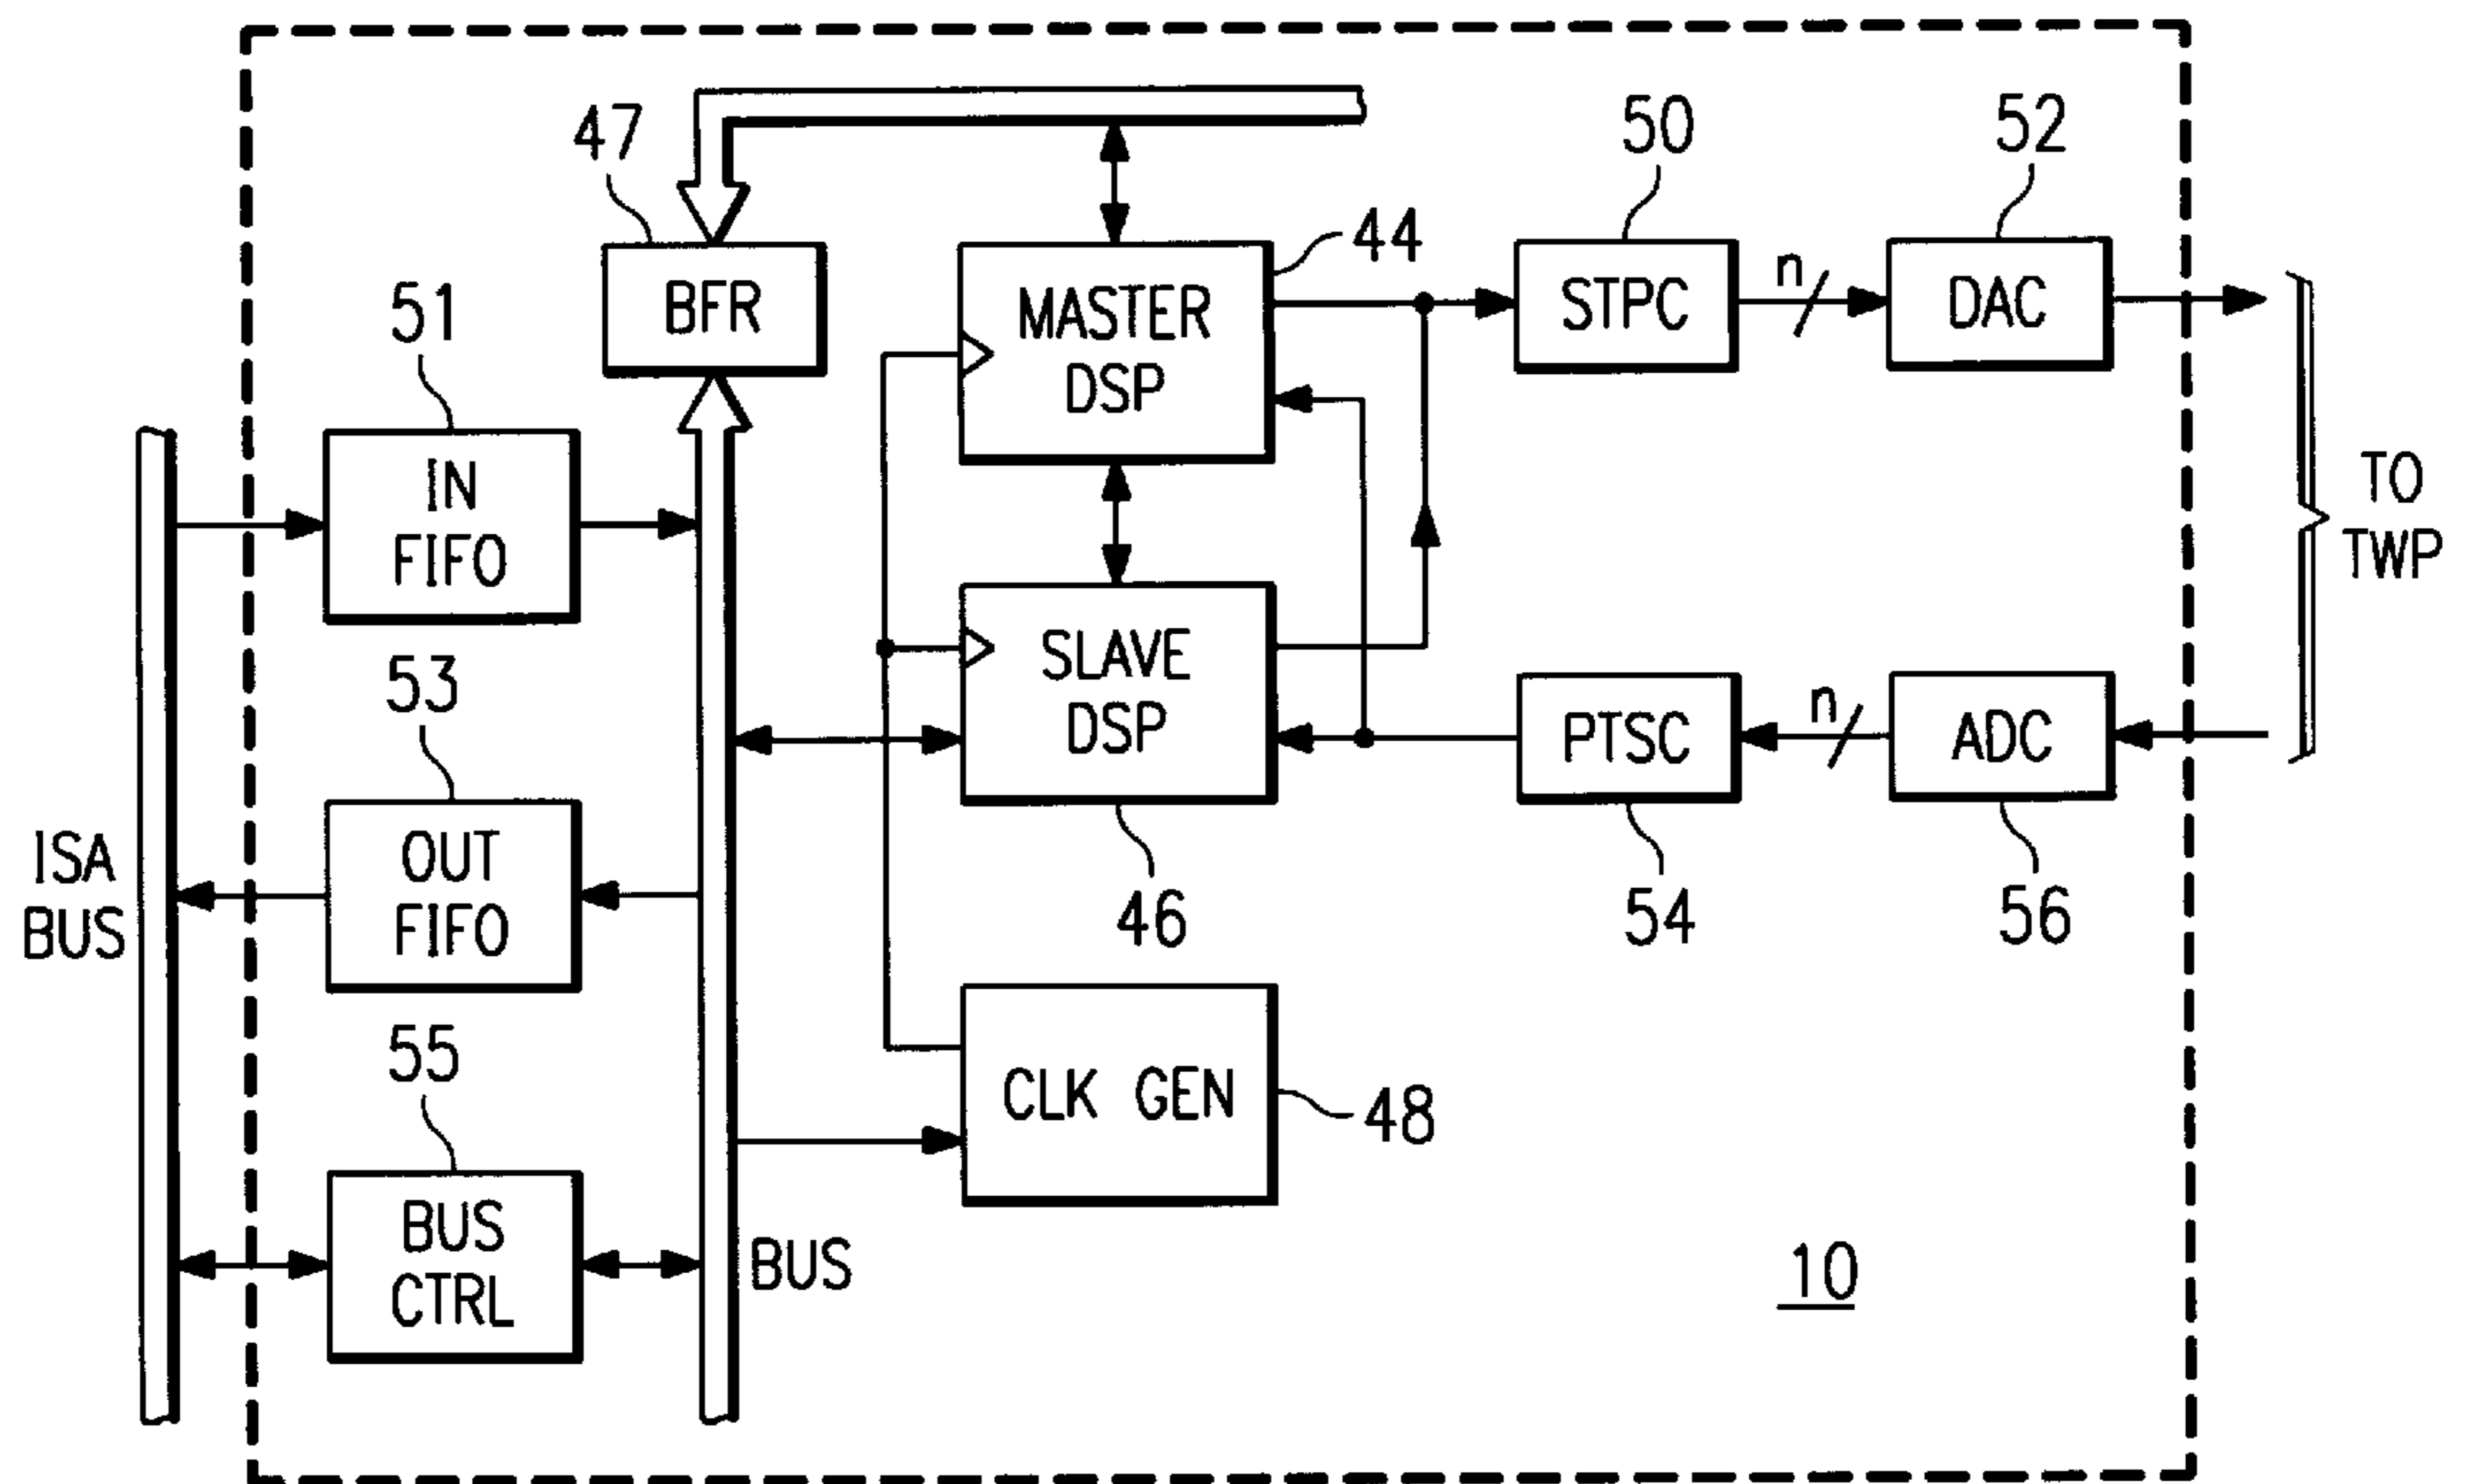 47
50
52
44
BFR
MASTER
DSP
STPC
n
DAC
51
IN
FIFO
TO
TWP
SLAVE
DSP
53
PTSC
n
ADC
OUT
FIFO
ISA
BUS
46
54
56
55
CLK GEN
48
BUS
CTRL
BUS
10